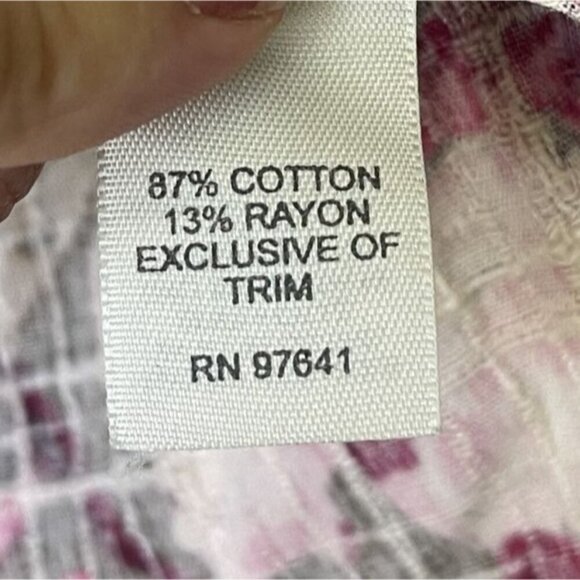 87% COTTON
13% RAYON
EXCLUSIVE OF
TRIM
RN 97641